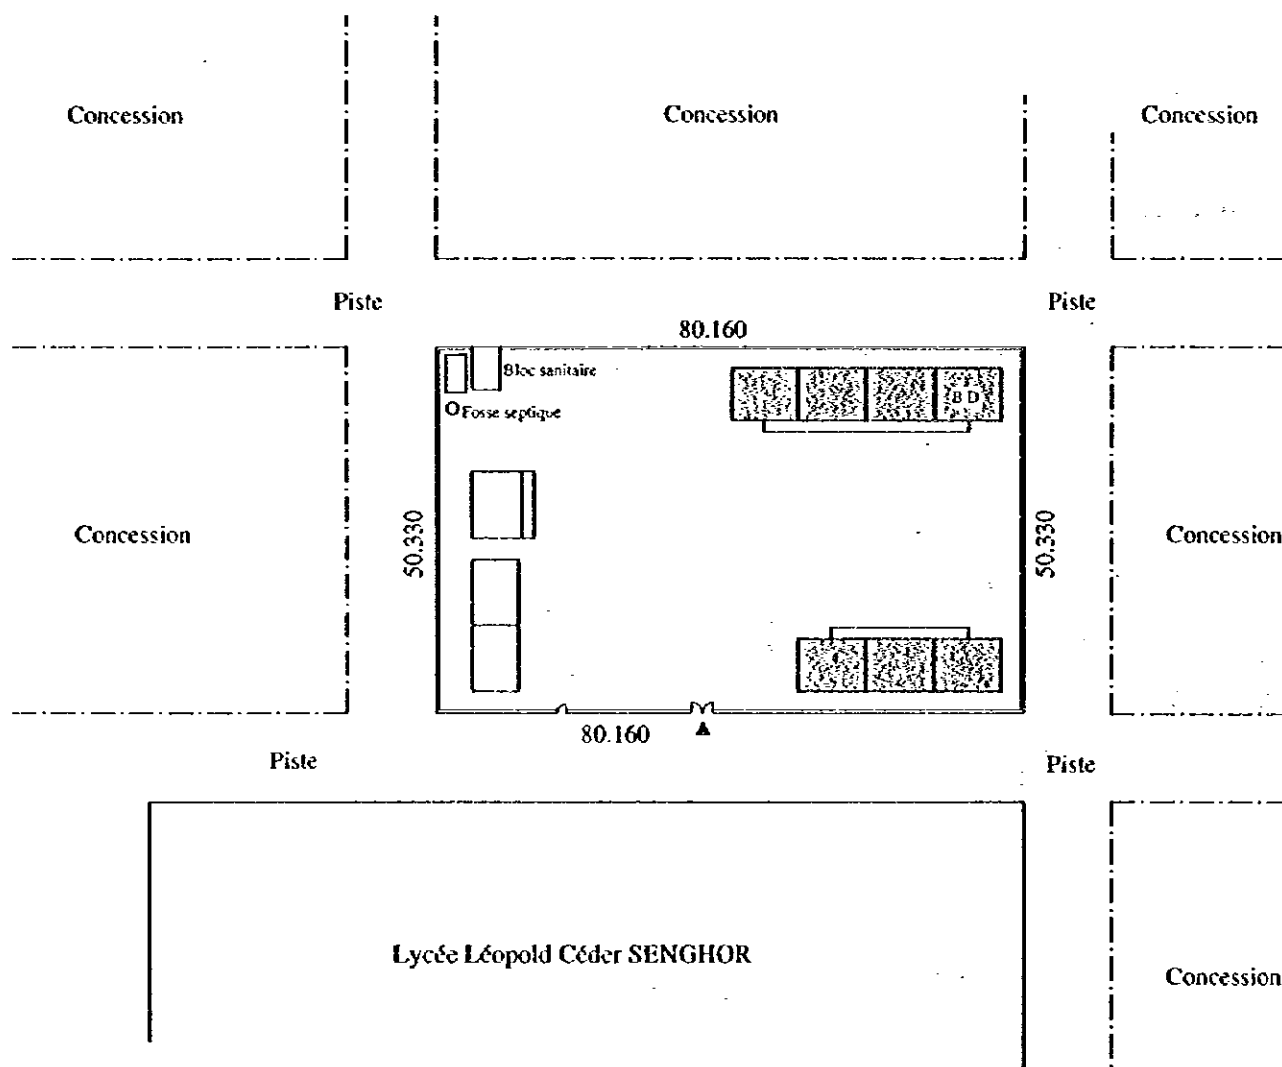 Concession
Concession
Concession
Piste
Piste
80.160
Bloc sanitaire
B D
Fosse septique
Concession
50.330
50.330
Concession
80.160
Piste
Piste
Lycée Léopold Céder SENGHOR
Concession